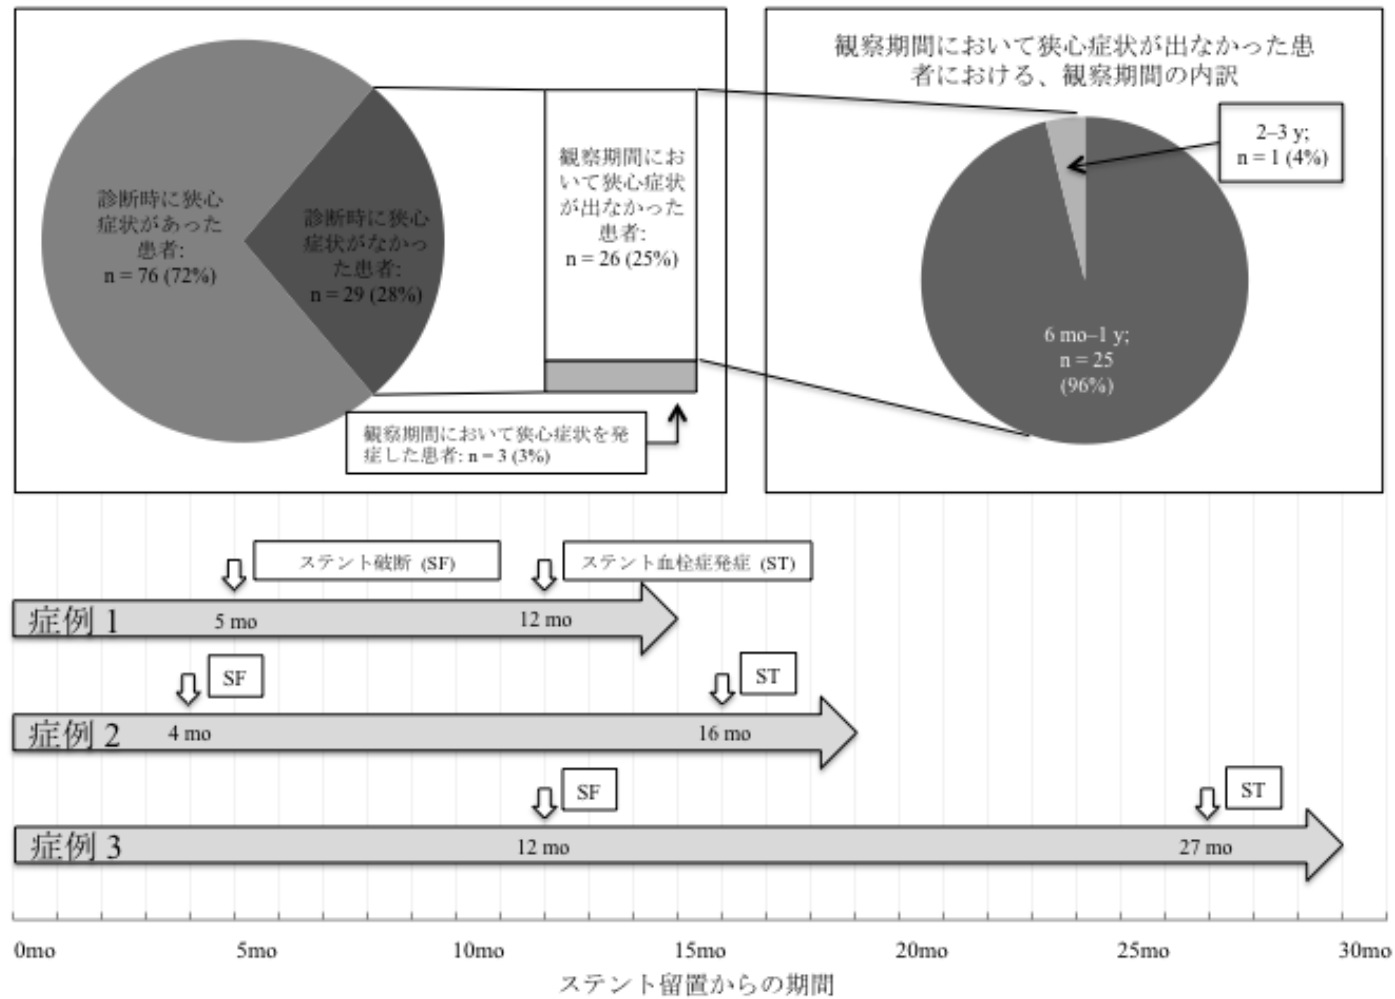 診断時に狭心
症状があった
患者:
n = 76 (72%)
診断時に狭心
症状がなかっ
た患者:
n = 29 (28%)
観察期間にお
いて狭心症状
が出なかった
患者:
n = 26 (25%)
観察期間において狭心症状を発
症した患者: n = 3 (3%)
観察期間において狭心症状が出なかった患
者における、観察期間の内訳
2–3 y;
n = 1 (4%)
6 mo–1 y;
n = 25
(96%)
ステント破断 (SF)
ステント血栓症発症 (ST)
症例 1
5 mo
12 mo
SF
ST
症例 2
4 mo
16 mo
SF
ST
症例 3
12 mo
27 mo
0mo
5mo
10mo
15mo
20mo
25mo
30mo
ステント留置からの期間